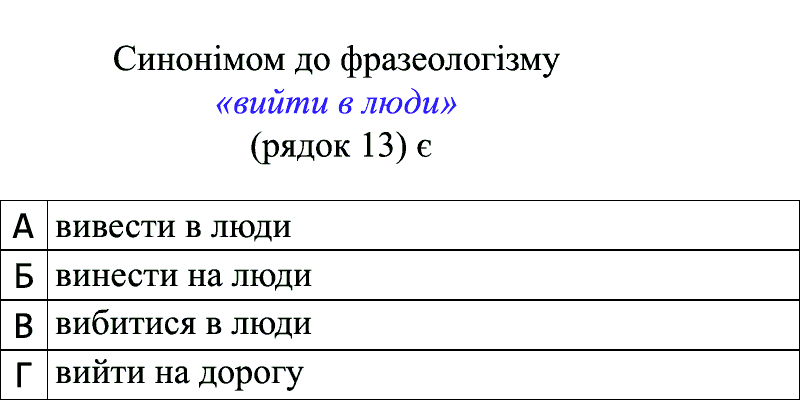 Синонімом до фразеологізму
«вийти в люди»
(рядок 13) є
А вивести в люди
Б винести на люди
В вибитися в люди
Г вийти на дорогу